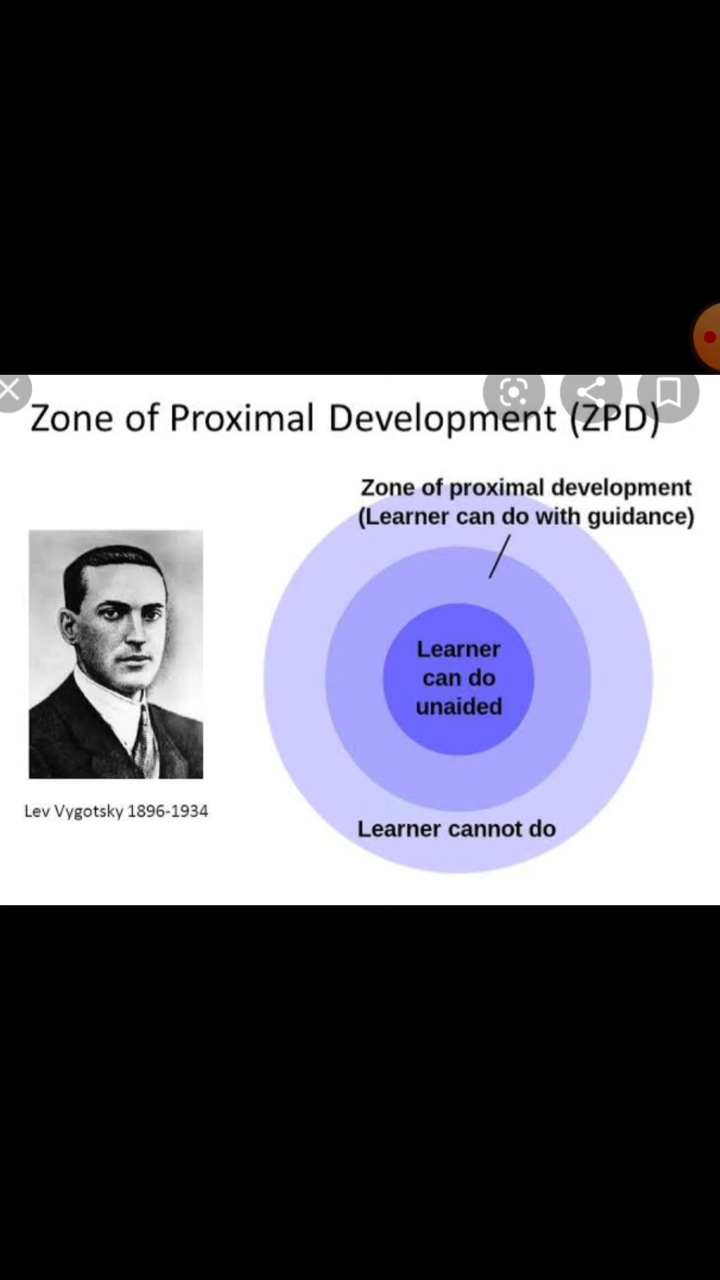 Zone of Proximal Development (ZPD)
Zone of proximal development
(Learner can do with guidance)
Learner
can do
unaided
Lev Vygotsky 1896-1934
Learner cannot do